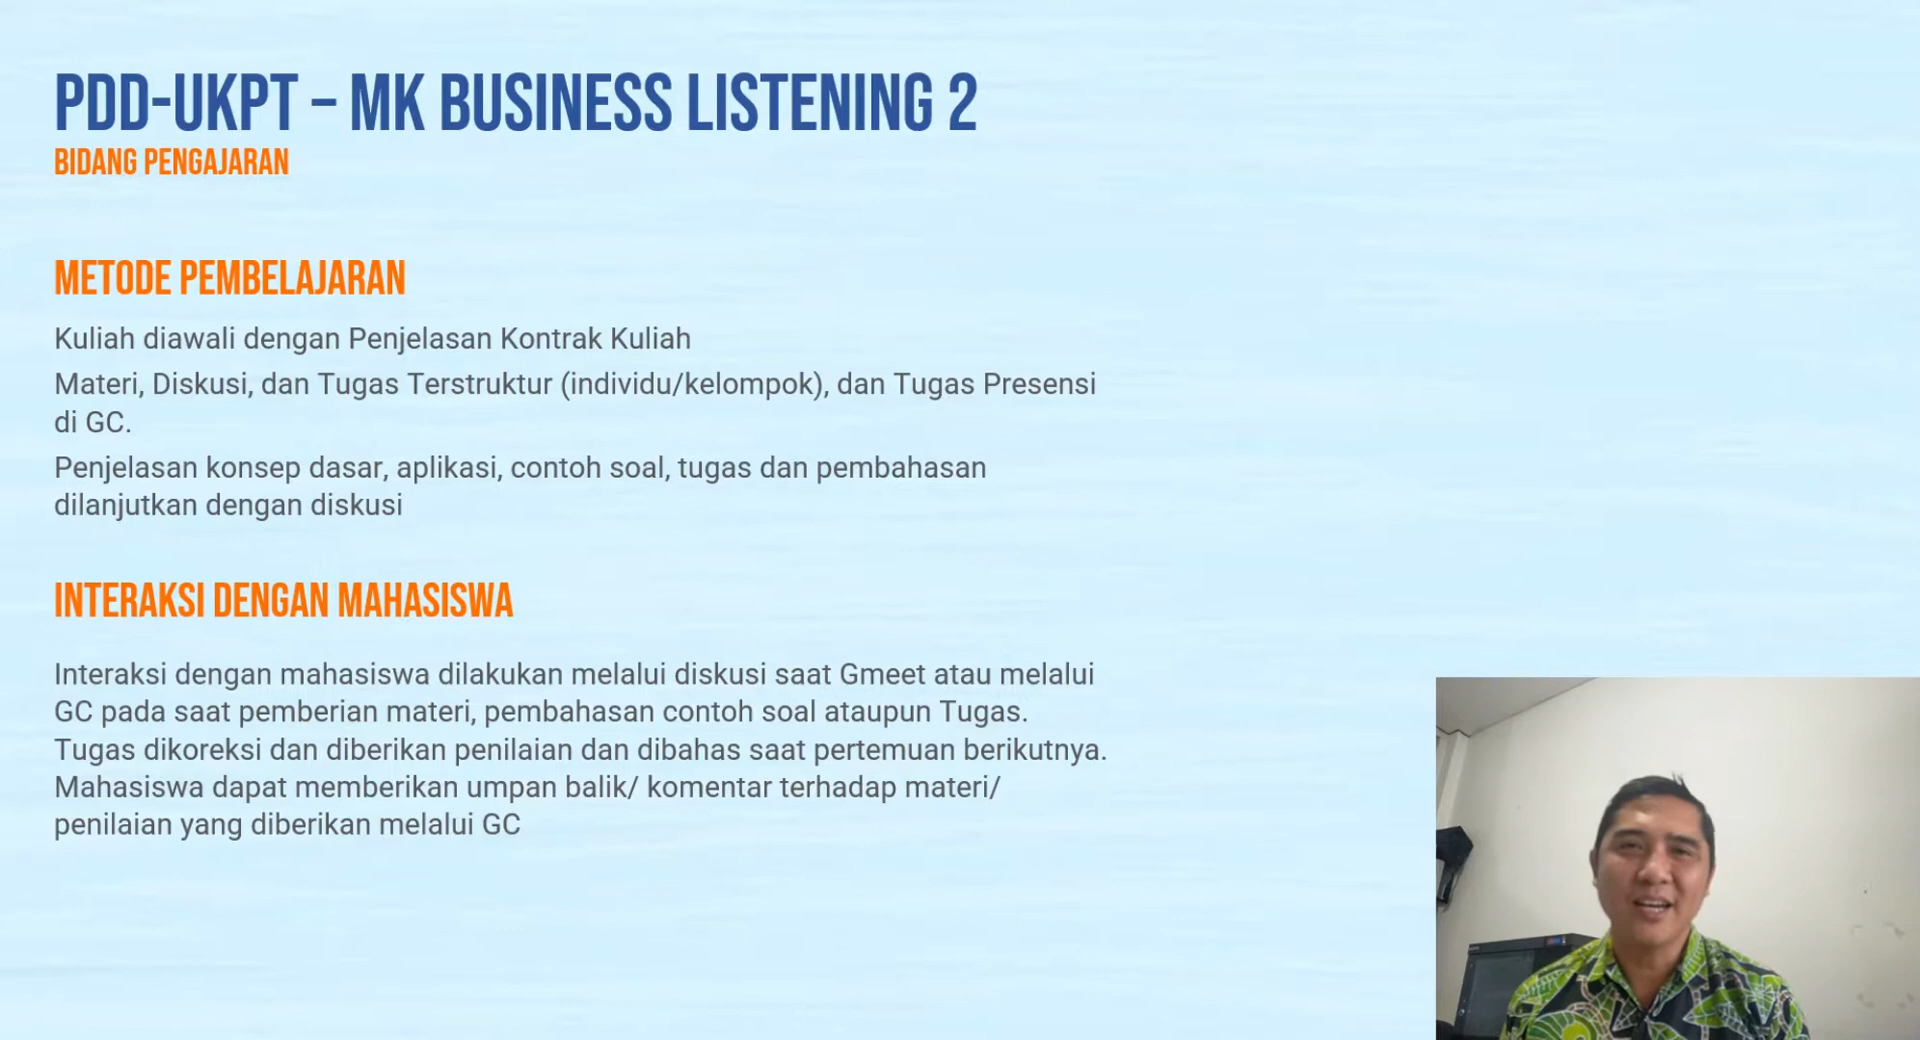 PDD-UKPT – MK BUSINESS LISTENING 2
BIDANG PENGAJARAN
METODE PEMBELAJARAN
Kuliah diawali dengan Penjelasan Kontrak Kuliah
Materi, Diskusi, dan Tugas Terstruktur (individu/kelompok), dan Tugas Presensi
di GC.
Penjelasan konsep dasar, aplikasi, contoh soal, tugas dan pembahasan
dilanjutkan dengan diskusi
INTERAKSI DENGAN MAHASISWA
Interaksi dengan mahasiswa dilakukan melalui diskusi saat Gmeet atau melalui
GC pada saat pemberian materi, pembahasan contoh soal ataupun Tugas.
Tugas dikoreksi dan diberikan penilaian dan dibahas saat pertemuan berikutnya.
Mahasiswa dapat memberikan umpan balik/ komentar terhadap materi/
penilaian yang diberikan melalui GC